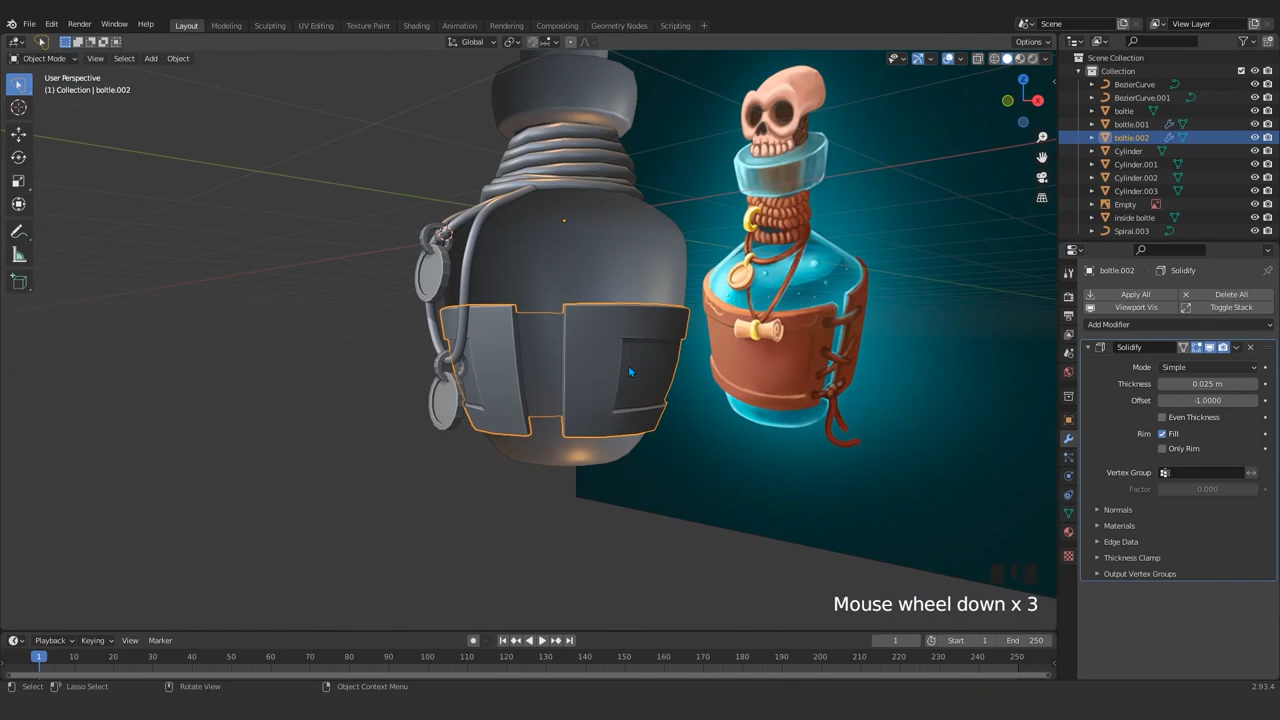 File Edit Render Window Help Layout Modeling Sculpting UV Editing Texture Paint Shading Animation Rendering Compositing Geometry Nodes Scripting + Scene View Layer
Global Options
Object Mode View Select Add Object
User Perspective
(1) Collection | boltle.002
Z
X
Scene Collection
Collection
BezierCurve
BezierCurve.001
boltle
boltle.001
boltle.002
Cylinder
Cylinder.001
Cylinder.002
Cylinder.003
Empty
inside boltle
Spiral.003
boltle.002 Solidify
Apply All Delete All
Viewport Vis Toggle Stack
Add Modifier
Solidify
Mode Simple
Thickness 0.025 m
Offset -1.0000
Even Thickness
Rim Fill
Only Rim
Vertex Group
Factor 0.000
Normals
Materials
Edge Data
Thickness Clamp
Output Vertex Groups
Mouse wheel down x 3
Playback Keying View Marker 1 Start 1 End 250
1 10 20 30 40 50 60 70 80 90 100 110 120 130 140 150 160 170 180 190 200 210 220 230 240 250
Select Lasso Select Rotate View Object Context Menu 2.93.4